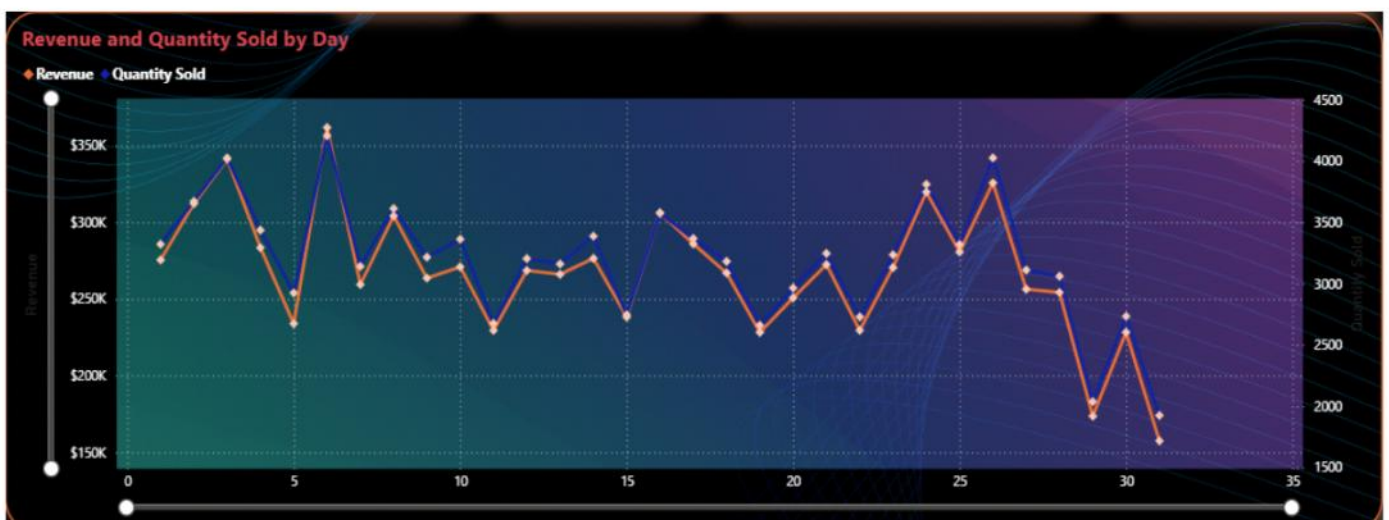 Revenue and Quantity Sold by Day
Revenue Quantity Sold
$350K
$300K
$250K
$200K
$150K
Revenue
4500
4000
3500
3000
2500
2000
1500
Quantity Sold
0 5 10 15 20 25 30 35